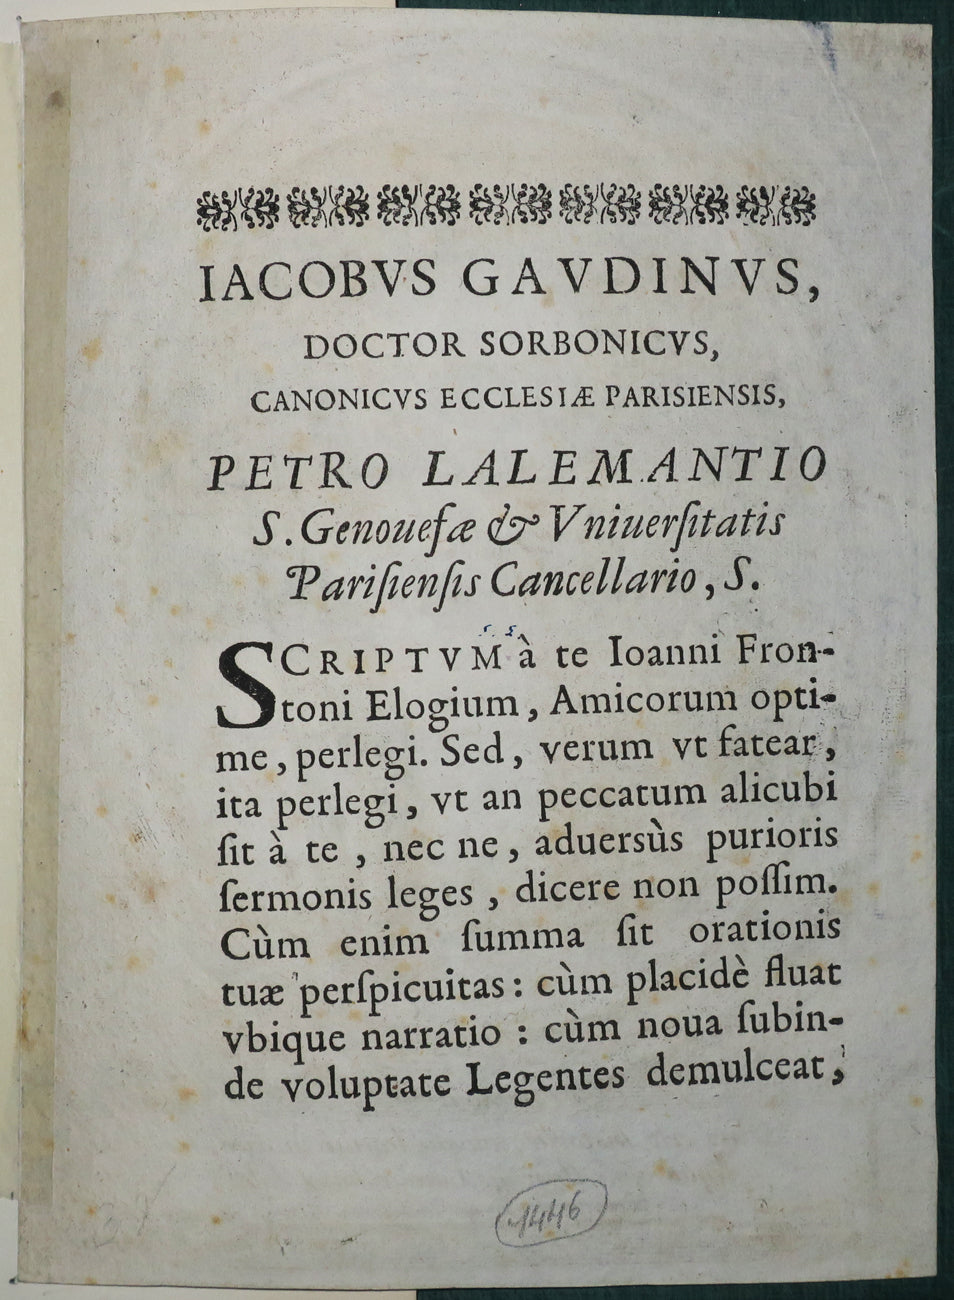 IACOBVS GAVDINVS,
DOCTOR SORBONICVS,
CANONICVS ECCLESIÆ PARISIENSIS,
PETRO LALEMANTIO
S. Genouefæ & Vniuerſitatis
Pariſienſis Cancellario, S.
SCRIPTVM à te Ioanni Fron-
toni Elogium, Amicorum opti-
me, perlegi. Sed, verum vt fatear,
ita perlegi, vt an peccatum alicubi
ſit à te, nec ne, aduersùs purioris
ſermonis leges, dicere non poſſim.
Cùm enim ſumma ſit orationis
tuæ perſpicuitas: cùm placidè fluat
vbique narratio: cùm noua ſubin-
de voluptate Legentes demulceat,
1446